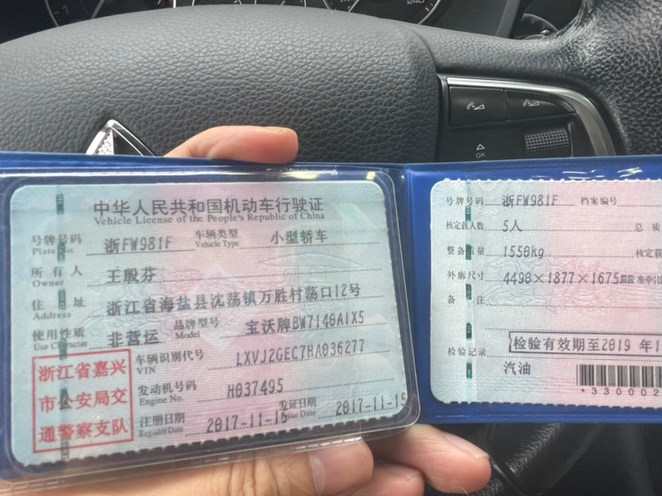 中华人民共和国机动车行驶证
Vehicle License of the People's Republic of China
号牌号码 浙FW981F 车辆类型 小型轿车
Plate No. Vehicle Type
所有人 王殷芬
Owner
住址 浙江省海盐县沈荡镇万胜村荡口12号
Address
使用性质 非营运 品牌型号 宝沃牌BW7140A1X5
Use Character Model
浙江省嘉兴
市公安局交
通警察支队
车辆识别代号 LXVJ2GEC7HA036277
VIN
发动机号码 H037495
Engine No.
注册日期 2017-11-15 发证日期 2017-11-15
Register Date Issue Date
号牌号码 浙FW981F 档案编号
核定载人数 5人 总质
整备质量 1550kg 核定载
外廓尺寸 4490×1877×1675 准牵引
备注
检验有效期至2019年1
检验记录
汽油
*330002
OK